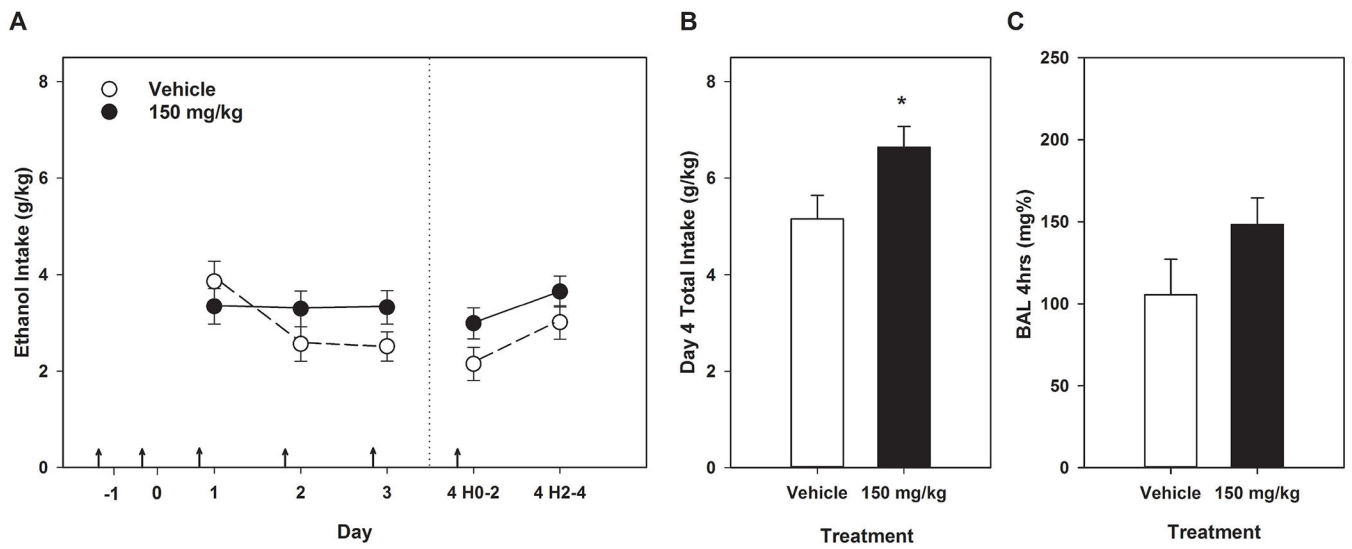 A
Ethanol Intake (g/kg)
8
6
4
2
0
Vehicle
150 mg/kg
-1 0 1 2 3 4 H0-2 4 H2-4
Day
B
Day 4 Total Intake (g/kg)
8
6
4
2
0
*
Vehicle 150 mg/kg
Treatment
C
BAL 4hrs (mg%)
250
200
150
100
50
0
Vehicle 150 mg/kg
Treatment